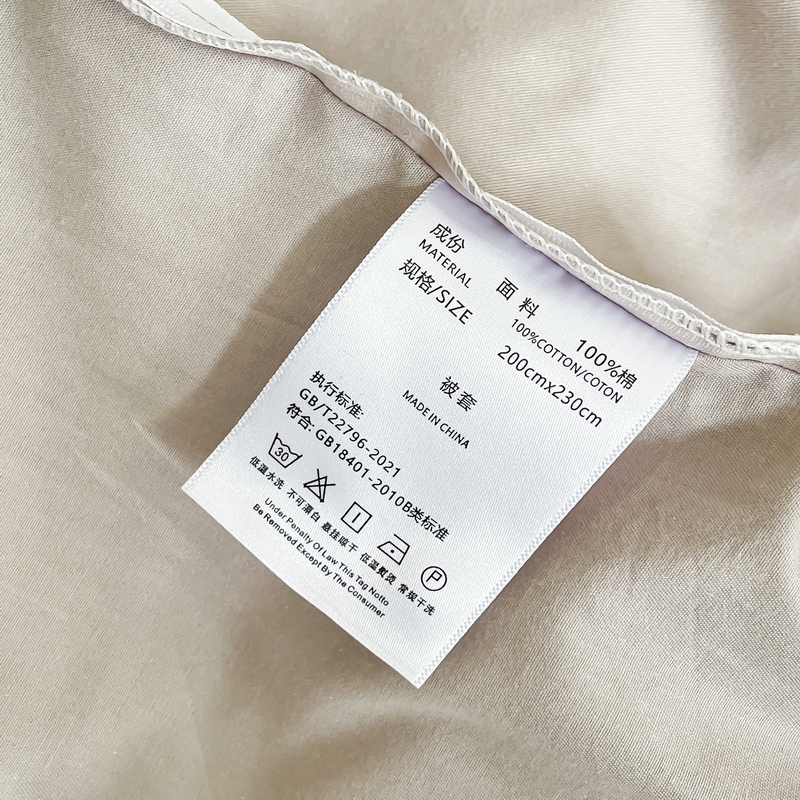 成份
MATERIAL
面 料 100%棉
100%COTTON/COTON
规格/SIZE 200cmx230cm
被 套
MADE IN CHINA
执行标准:
GB/T22796-2021
符合: GB18401-2010B类标准
30
P
低温水洗 不可漂白 悬挂晾干 低温熨烫 常规干洗
Under Penalty Of Law This Tag Notto
Be Removed Except By The Consumer